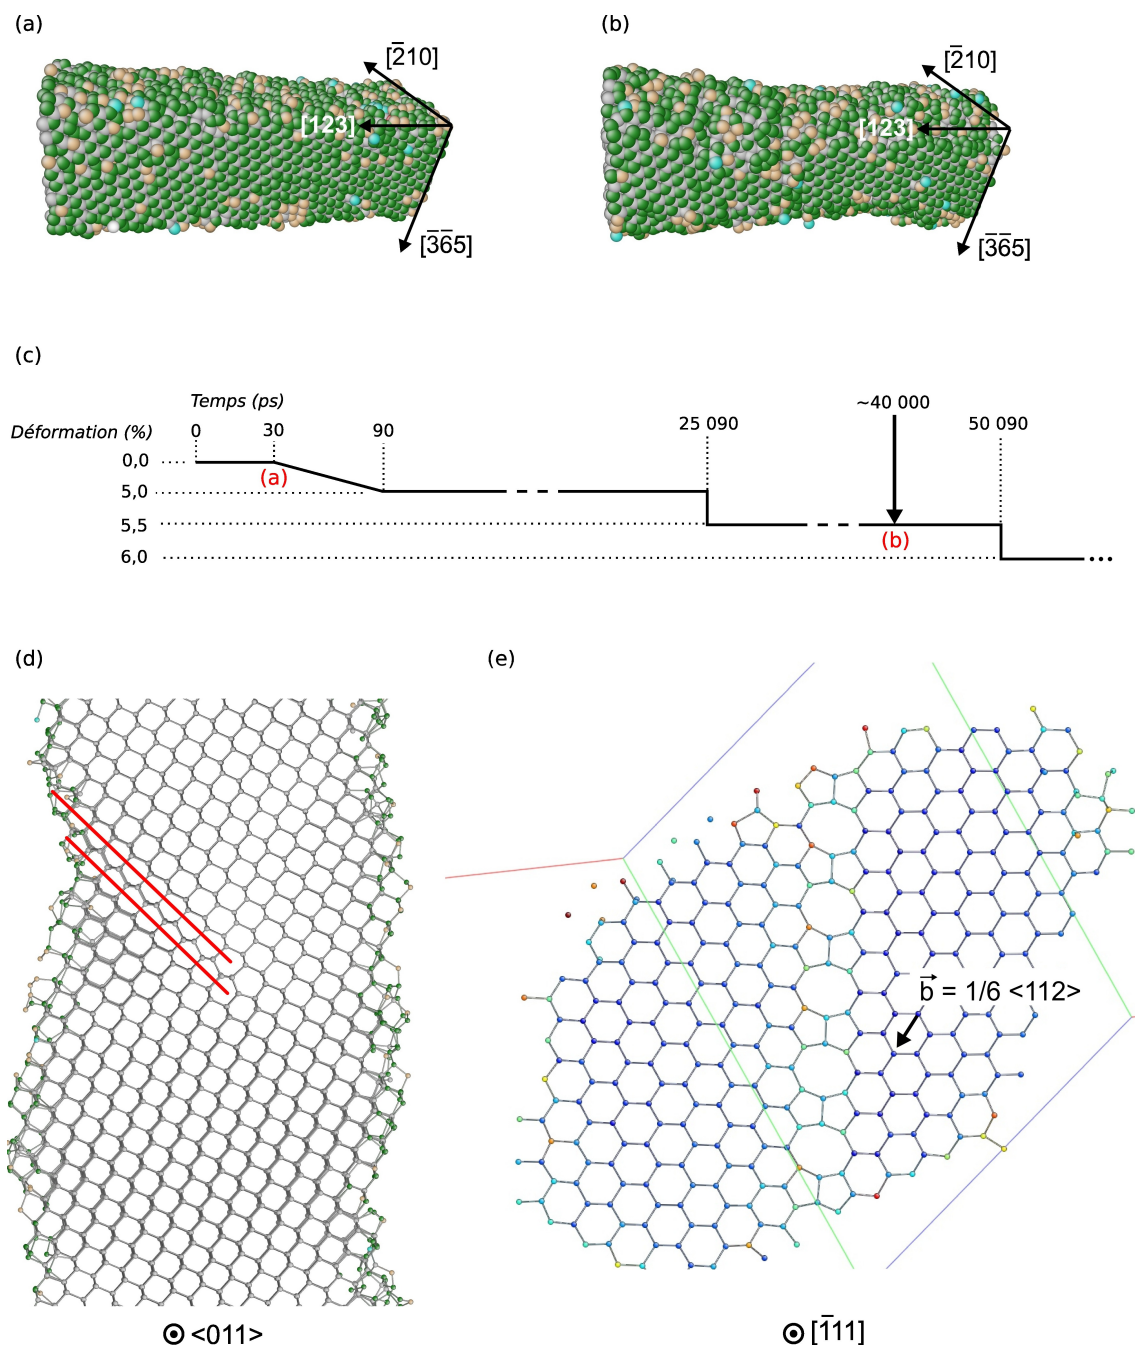 (a)
(b)
[2̅10]
[123]
[3̅6̅5]
[2̅10]
[123]
[3̅6̅5]
(c)
Temps (ps)
Déformation (%)
0
30
90
25 090
~40 000
50 090
0,0
(a)
5,0
5,5
(b)
6,0
(d)
(e)
b⃗ = 1/6 <112>
<011>
[1̅11]